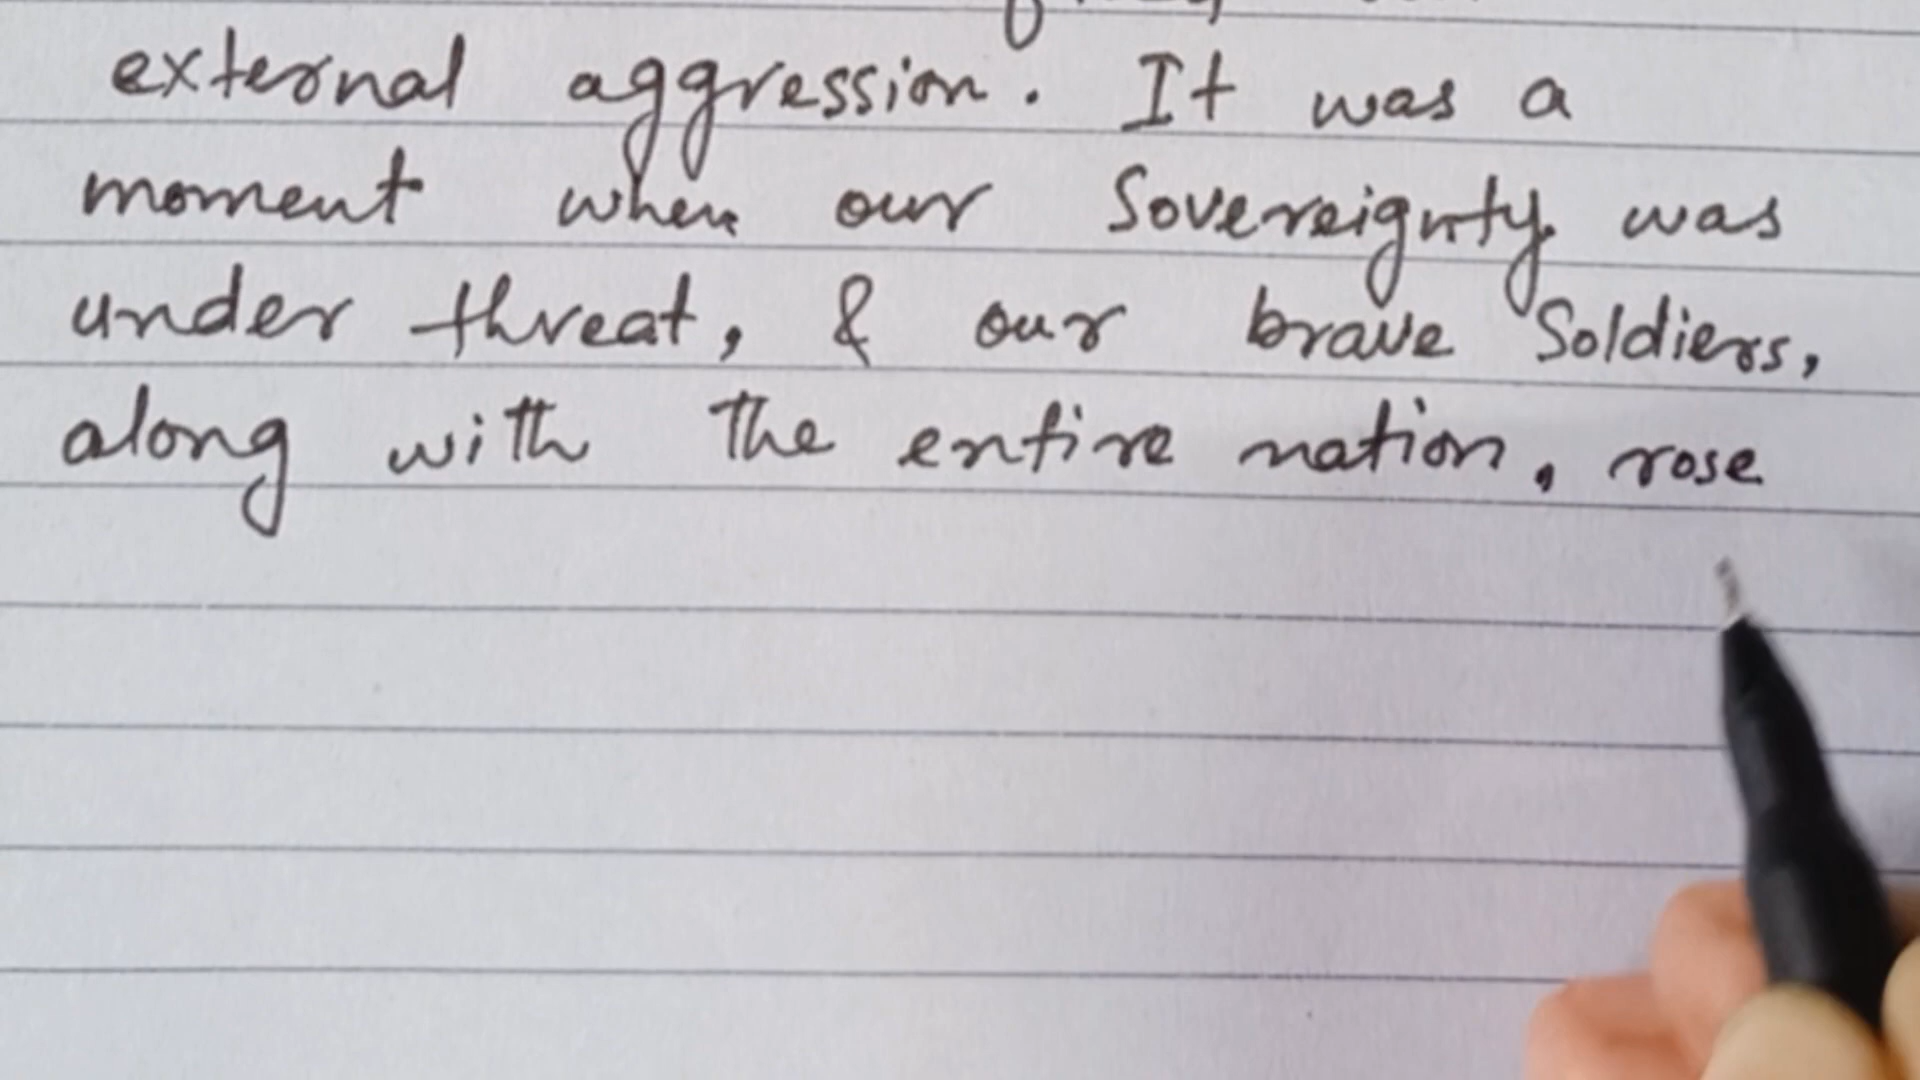 external aggression. It was a
moment when our Sovereignty was
under threat, & our brave Soldiers,
along with the entire nation, rose